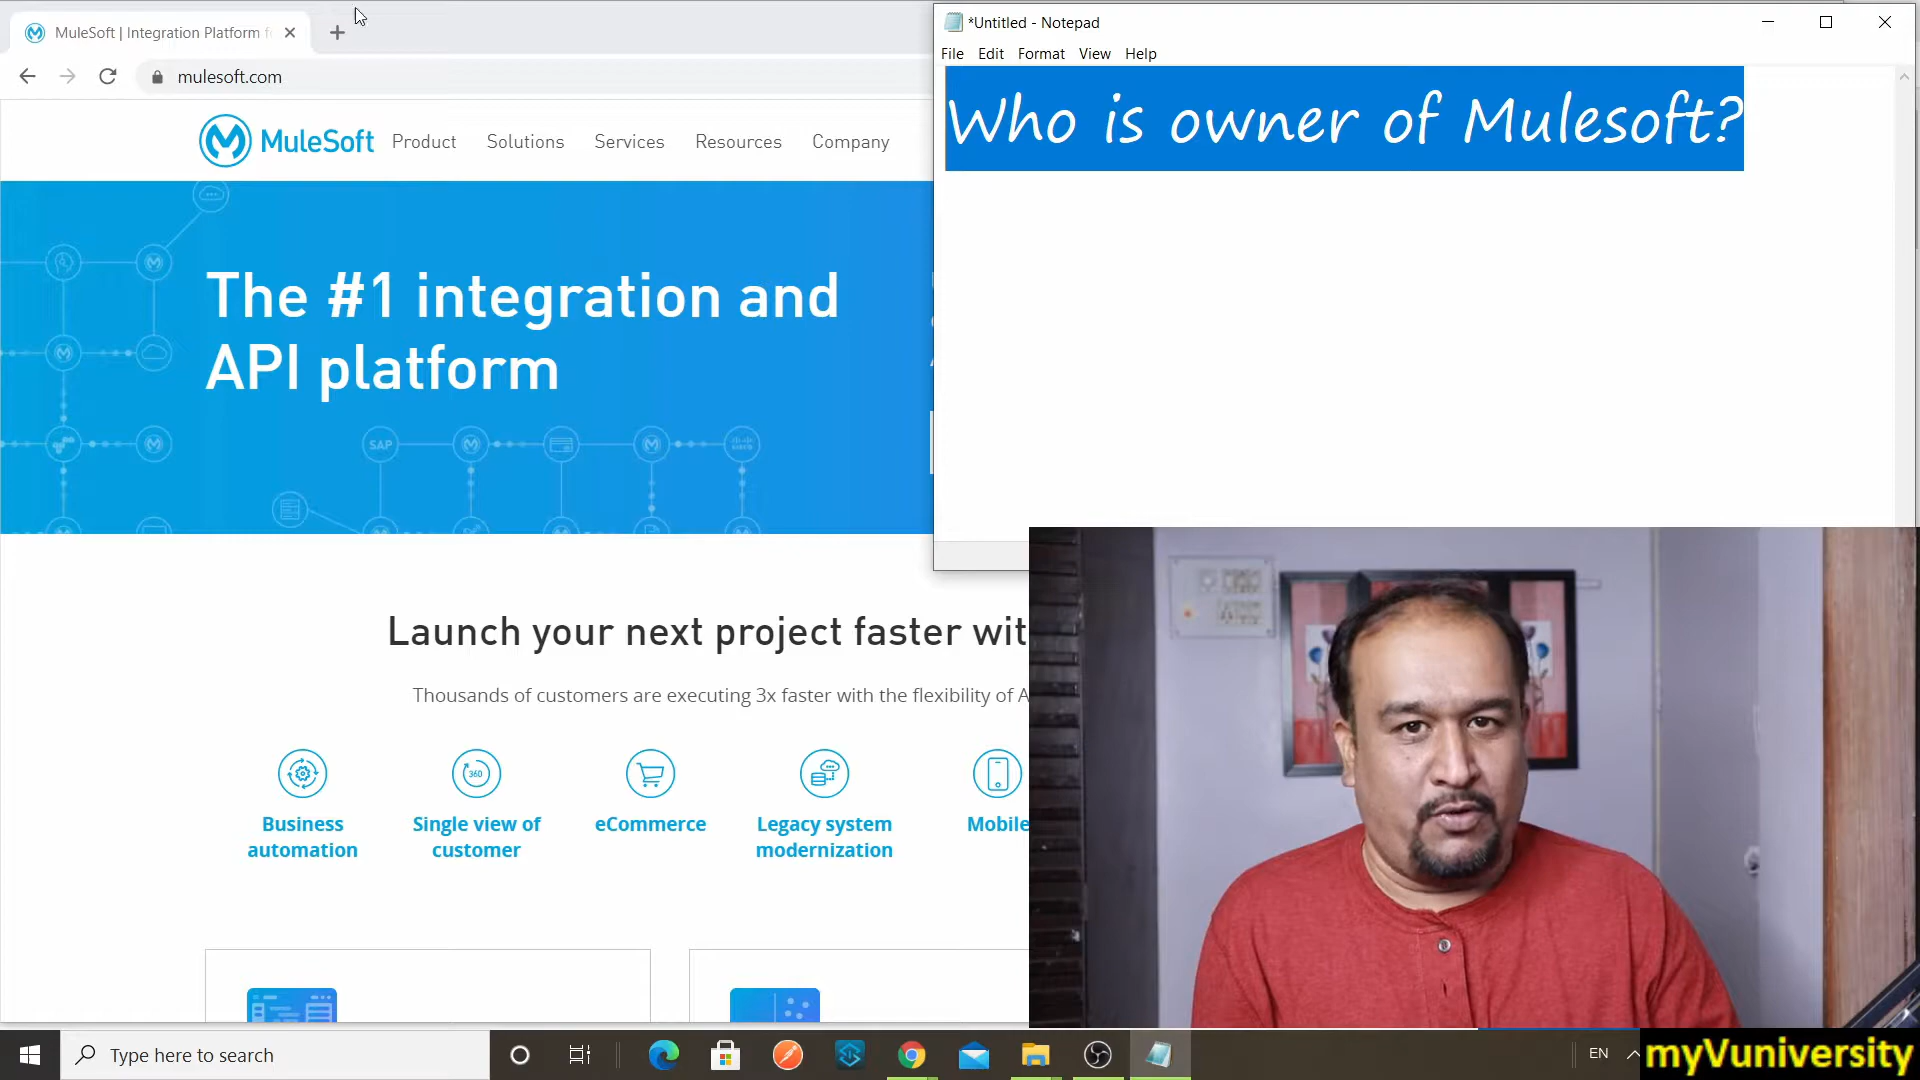 MuleSoft | Integration Platform f
mulesoft.com
MuleSoft
Product
Solutions
Services
Resources
Company
The #1 integration and
API platform
SAP
Launch your next project faster wit
Thousands of customers are executing 3x faster with the flexibility of A
360
Business
automation
Single view of
customer
eCommerce
Legacy system
modernization
Mobile
*Untitled - Notepad
File Edit Format View Help
Who is owner of Mulesoft?
Type here to search
EN
myVuniversity